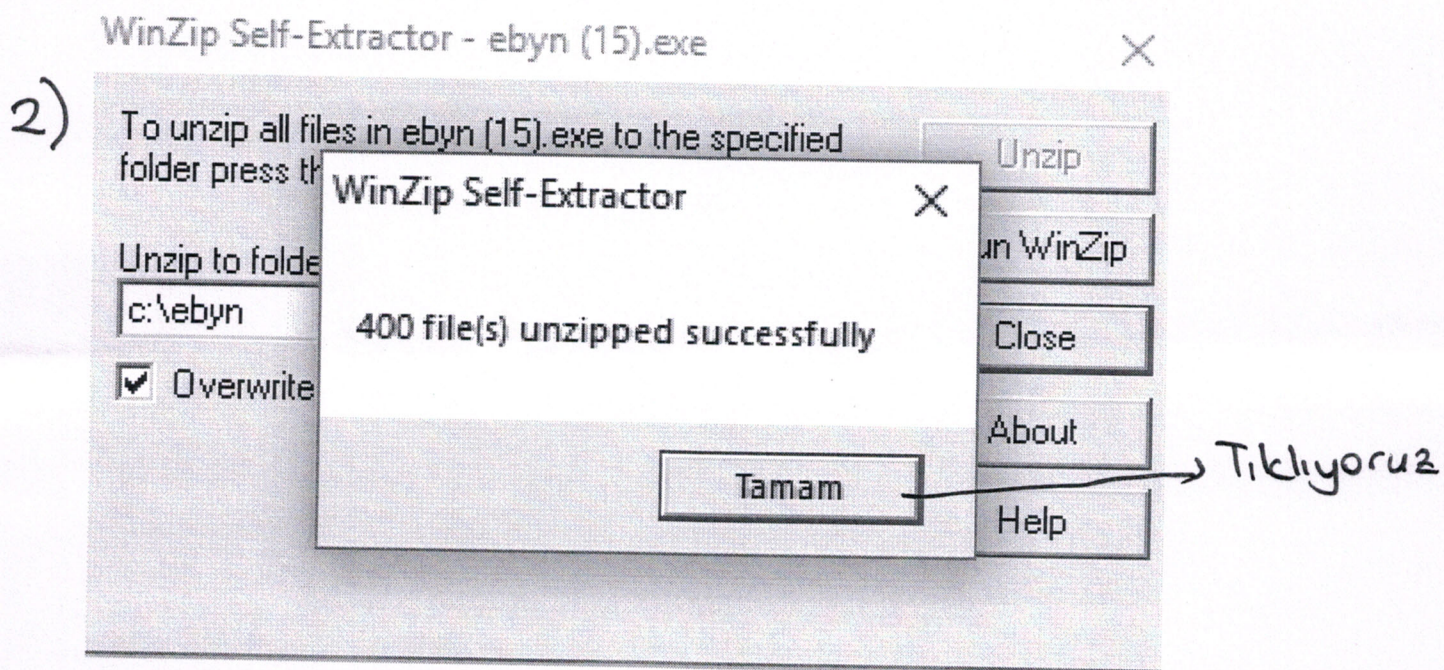 WinZip Self-Extractor - ebyn (15).exe
2)
To unzip all files in ebyn (15).exe to the specified
folder press th
Unzip
WinZip Self-Extractor
un WinZip
Unzip to folde
c:\ebyn
400 file(s) unzipped successfully
Close
Overwrite
About
Tamam
Tıklıyoruz
Help